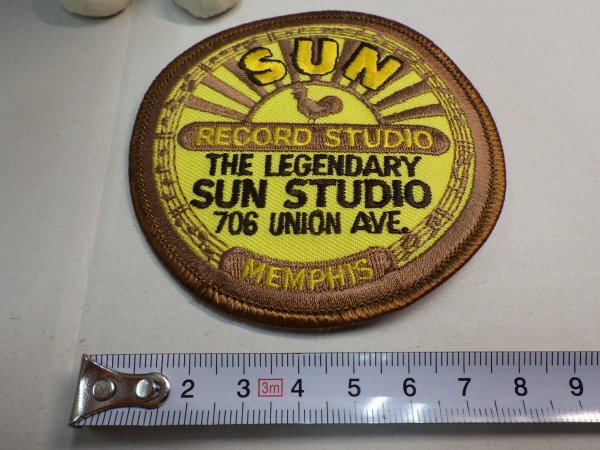 SUN
RECORD STUDIO
THE LEGENDARY
SUN STUDIO
706 UNION AVE.
MEMPHIS
2 3 3m 4 5 6 7 8 9